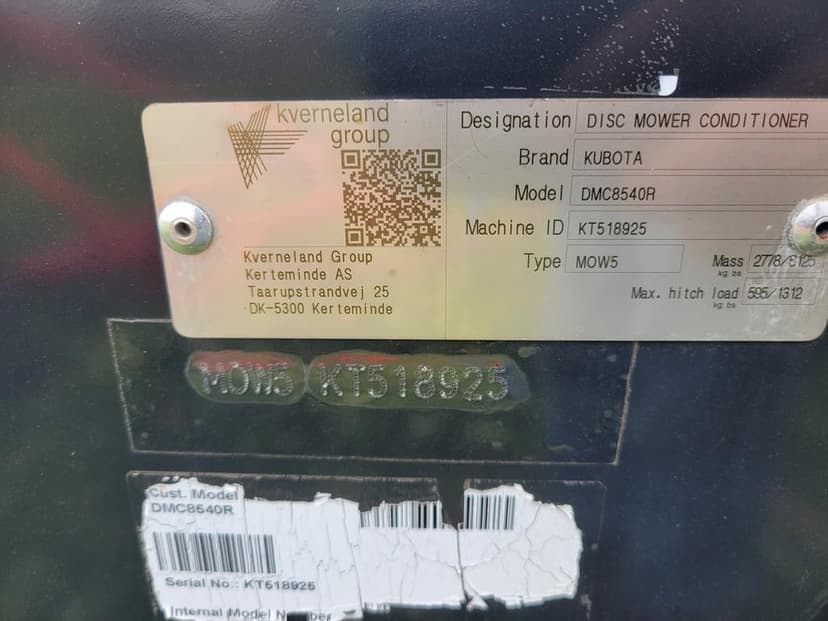 kverneland
group
Kverneland Group
Kerteminde AS
Taarupstrandvej 25
DK-5300 Kerteminde
Designation DISC MOWER CONDITIONER
Brand KUBOTA
Model DMC8540R
Machine ID KT518925
Type MOW5 Mass 2778/6125
kg bs
Max. hitch load 595/1312
kg bs
MOW5 KT518925
Cust. Model
DMC8540R
Serial No.: KT518925
Internal Model Number